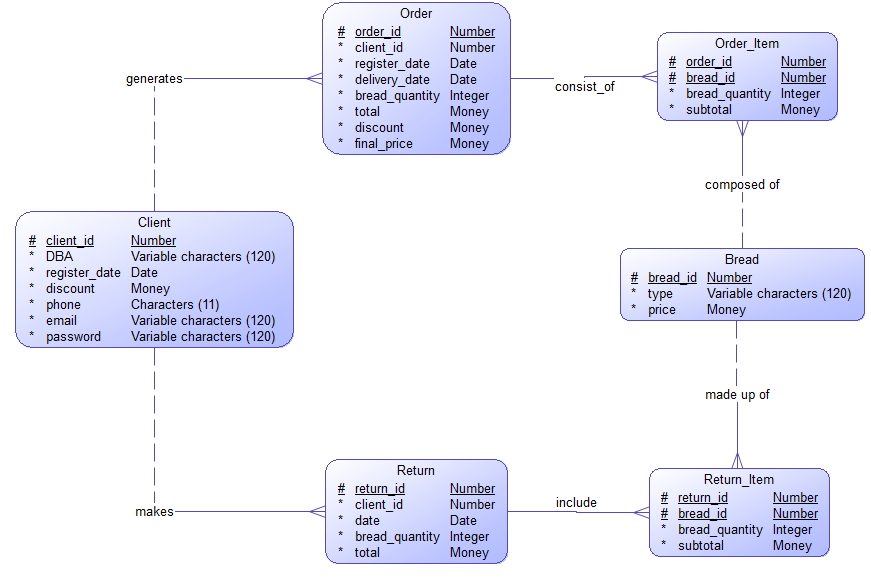 Order
# order_id Number
* client_id Number
* register_date Date
* delivery_date Date
* bread_quantity Integer
* total Money
* discount Money
* final_price Money
Order_Item
# order_id Number
# bread_id Number
* bread_quantity Integer
* subtotal Money
generates
consist_of
composed of
Client
# client_id Number
* DBA Variable characters (120)
* register_date Date
* discount Money
* phone Characters (11)
* email Variable characters (120)
* password Variable characters (120)
Bread
# bread_id Number
* type Variable characters (120)
* price Money
made up of
Return
# return_id Number
* client_id Number
* date Date
* bread_quantity Integer
* total Money
makes
include
Return_Item
# return_id Number
# bread_id Number
* bread_quantity Integer
* subtotal Money